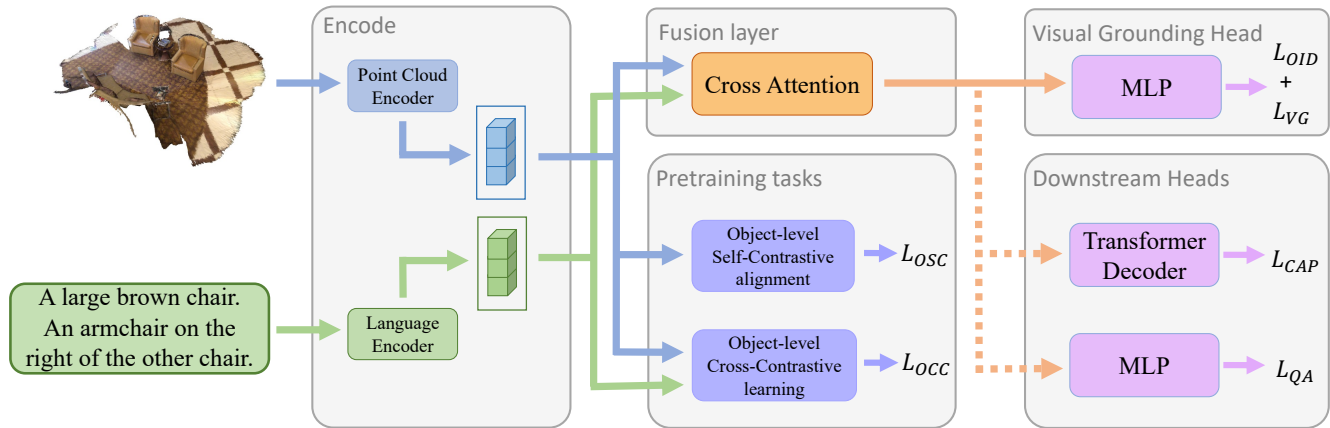 Encode
Point Cloud
Encoder
A large brown chair.
An armchair on the
right of the other chair.
Language
Encoder
Fusion layer
Cross Attention
Pretraining tasks
Object-level
Self-Contrastive
alignment
L_OSC
Object-level
Cross-Contrastive
learning
L_OCC
Visual Grounding Head
MLP
L_OID
+
L_VG
Downstream Heads
Transformer
Decoder
L_CAP
MLP
L_QA